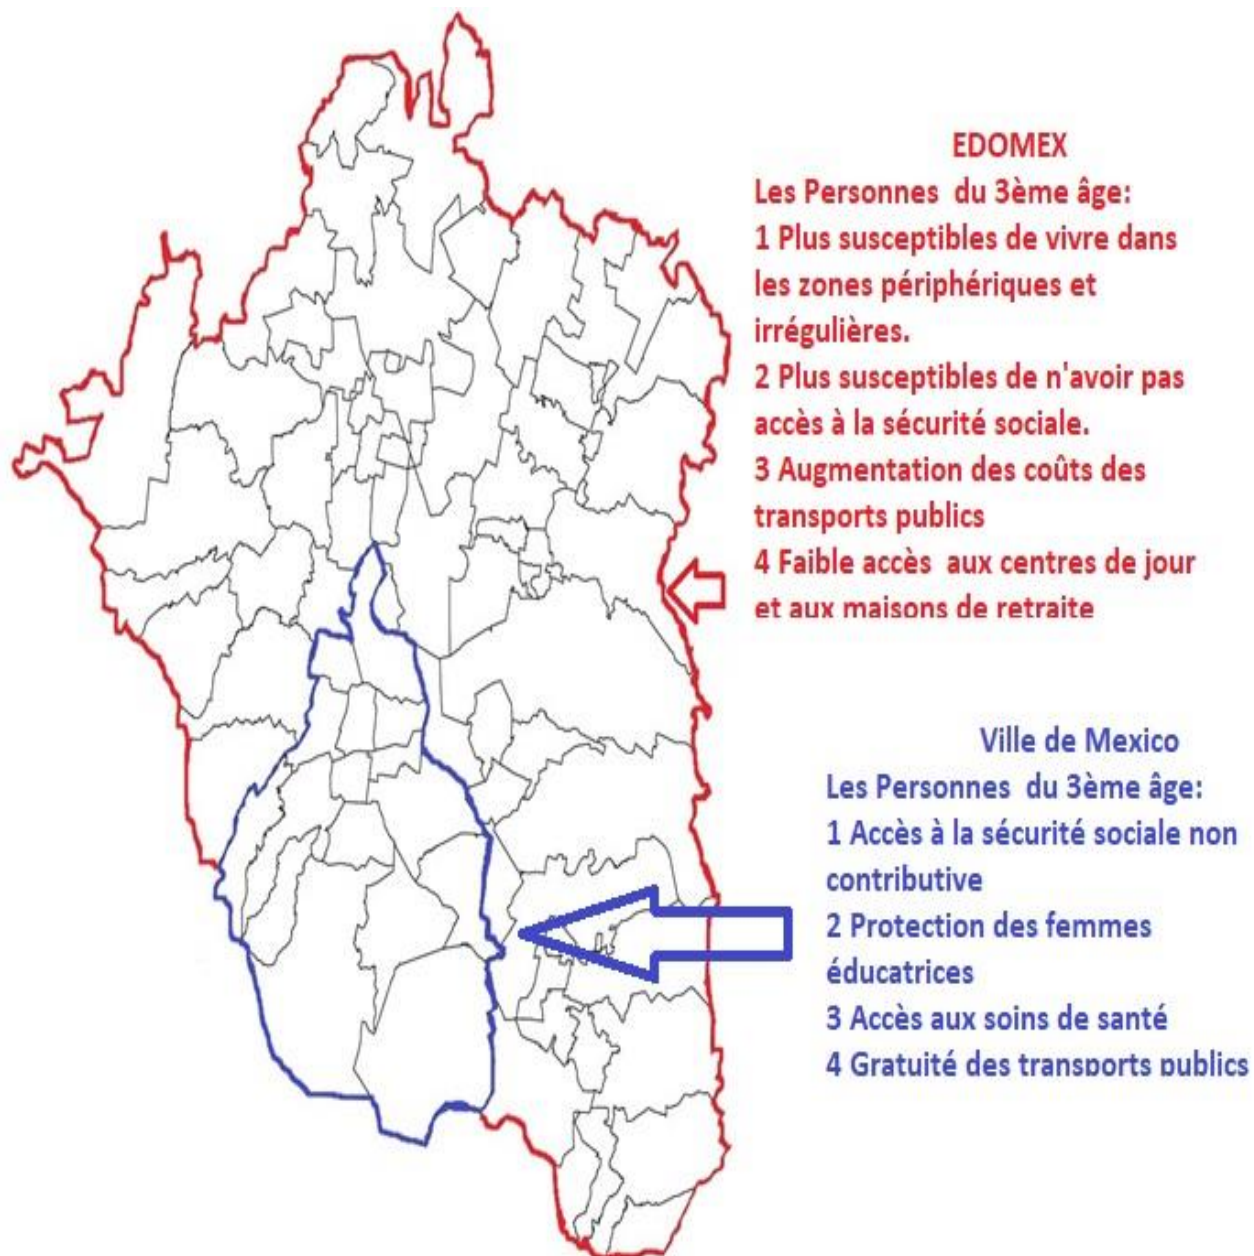 EDOMEX
Les Personnes du 3ème âge:
1 Plus susceptibles de vivre dans
les zones périphériques et
irrégulières.
2 Plus susceptibles de n'avoir pas
accès à la sécurité sociale.
3 Augmentation des coûts des
transports publics
4 Faible accès aux centres de jour
et aux maisons de retraite
Ville de Mexico
Les Personnes du 3ème âge:
1 Accès à la sécurité sociale non
contributive
2 Protection des femmes
éducatrices
3 Accès aux soins de santé
4 Gratuité des transports publics